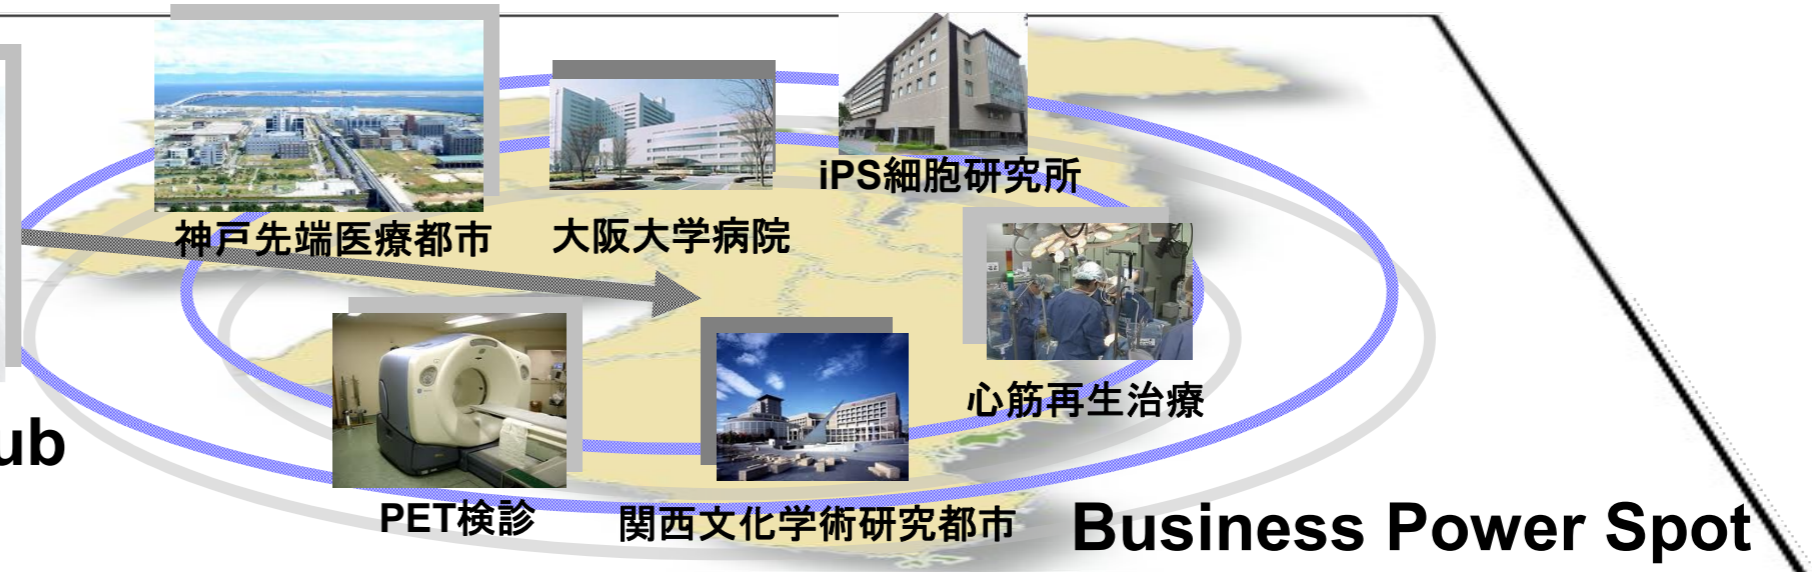 iPS細胞研究所
神戸先端医療都市
大阪大学病院
心筋再生治療
ub
PET検診
関西文化学術研究都市
Business Power Spot